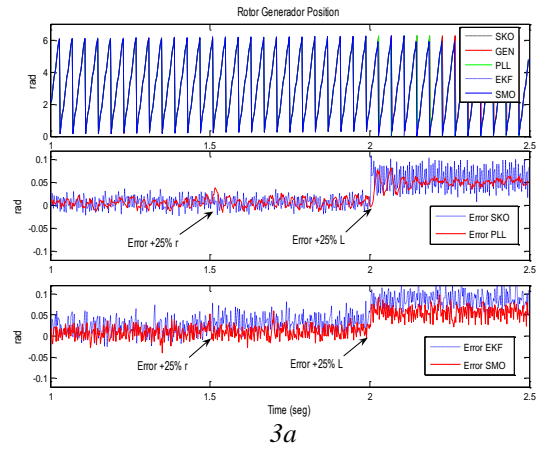 Rotor Generador Position
6
4
2
0
rad
1
1.5
2
2.5
SKO
GEN
PLL
EKF
SMO
0.1
0.05
0
-0.05
-0.1
rad
Error +25% r
Error +25% L
Error SKO
Error PLL
1
1.5
2
2.5
0.1
0.05
0
-0.05
-0.1
rad
Error +25% r
Error +25% L
Error EKF
Error SMO
1
1.5
2
2.5
Time (seg)
3a